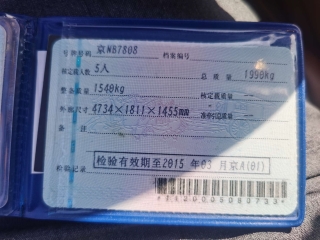 号牌号码 京NB7808 档案编号
核定载人数 5人 总质量 1990kg
整备质量 1540kg 核定载质量 --
外廓尺寸 4734×1811×1455mm 准牵引总质量 --
备注
检验记录 检验有效期至2015年03月京A(01)